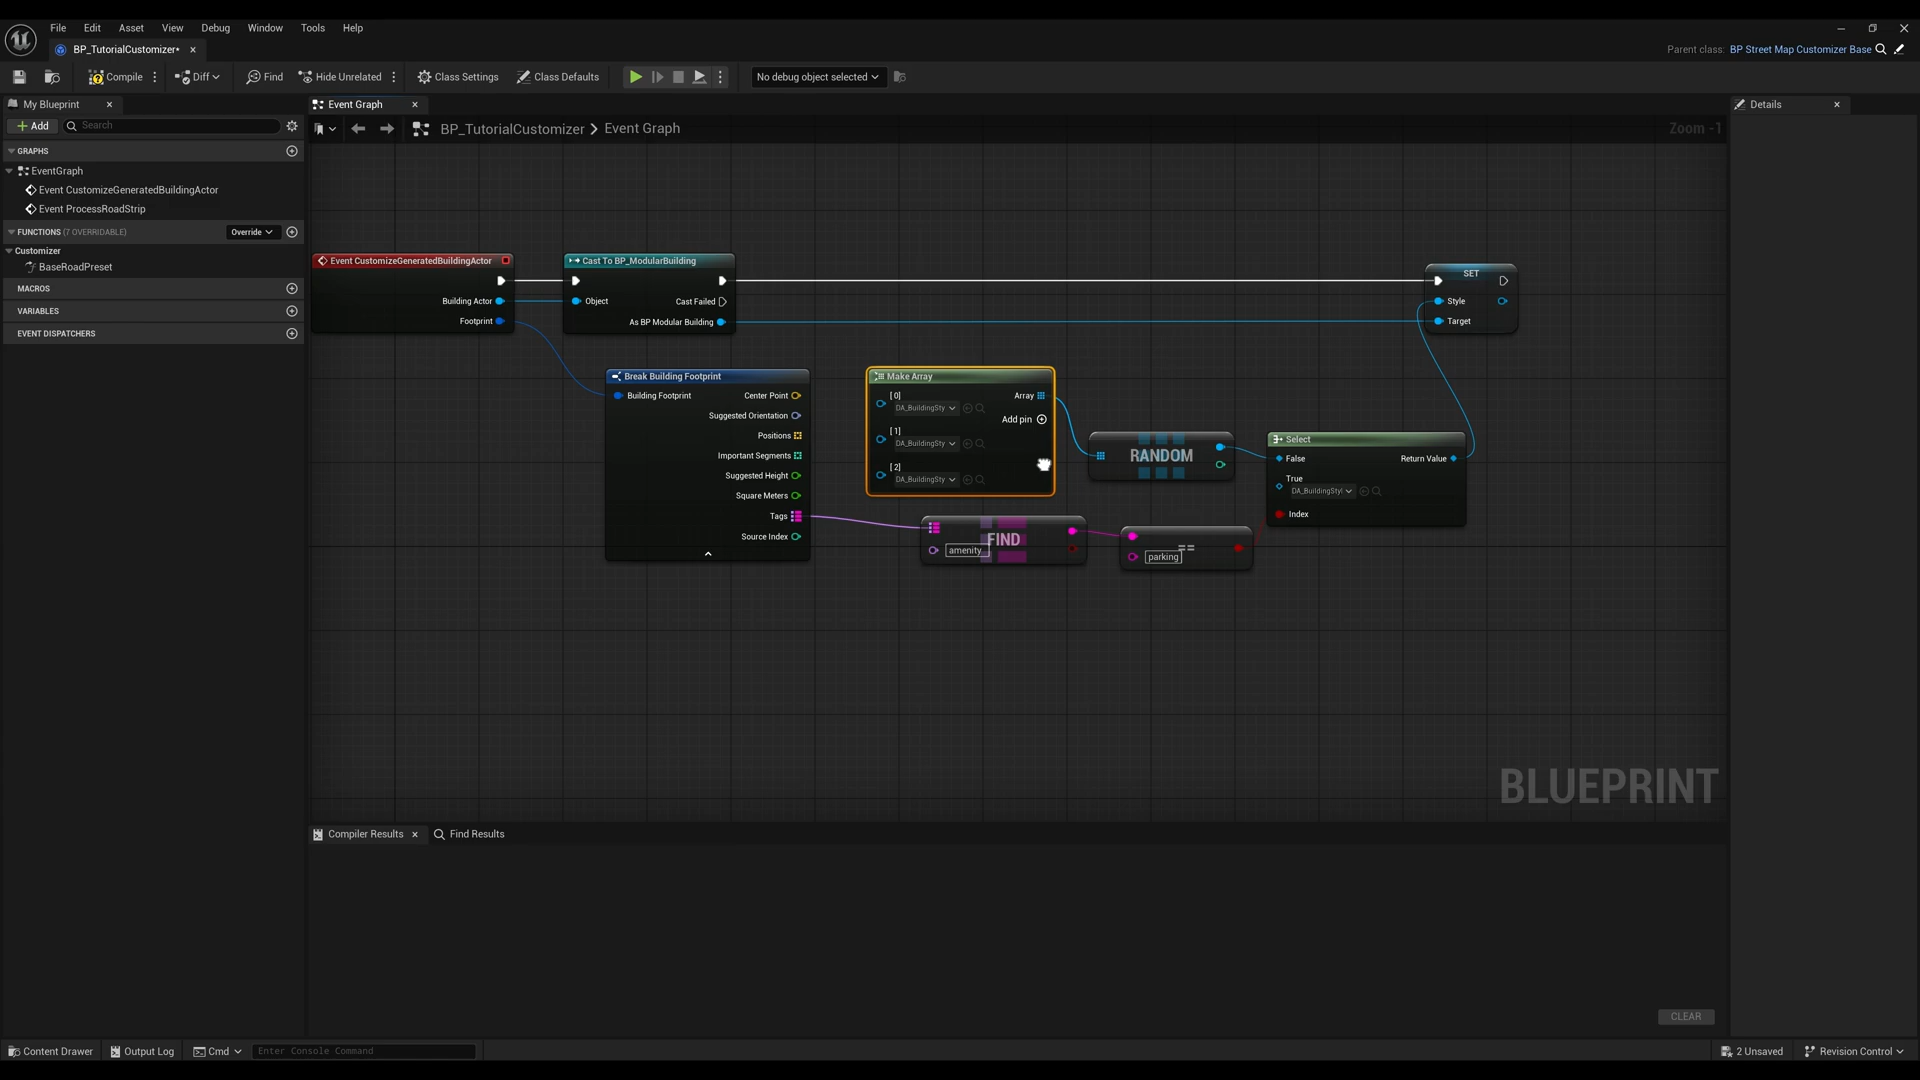 File Edit Asset View Debug Window Tools Help
BP_TutorialCustomizer•
Parent class: BP Street Map Customizer Base
Compile Diff Find Hide Unrelated Class Settings Class Defaults No debug object selected
My Blueprint
Event Graph
Details
Add Search
BP_TutorialCustomizer > Event Graph
Zoom -1
GRAPHS
EventGraph
Event CustomizeGeneratedBuildingActor
Event ProcessRoadStrip
FUNCTIONS (7 OVERRIDABLE) Override
Customizer
BaseRoadPreset
MACROS
VARIABLES
EVENT DISPATCHERS
Event CustomizeGeneratedBuildingActor
Building Actor
Footprint
Cast To BP_ModularBuilding
Object Cast Failed
As BP Modular Building
SET
Style
Target
Break Building Footprint
Building Footprint Center Point
Suggested Orientation
Positions
Important Segments
Suggested Height
Square Meters
Tags
Source Index
Make Array
[0] Array
DA_BuildingSty
Add pin
[1]
DA_BuildingSty
[2]
DA_BuildingSty
RANDOM
Select
False Return Value
True
DA_BuildingStyl
Index
FIND
amenity
==
parking
BLUEPRINT
Compiler Results Find Results
CLEAR
Content Drawer Output Log Cmd Enter Console Command 2 Unsaved Revision Control